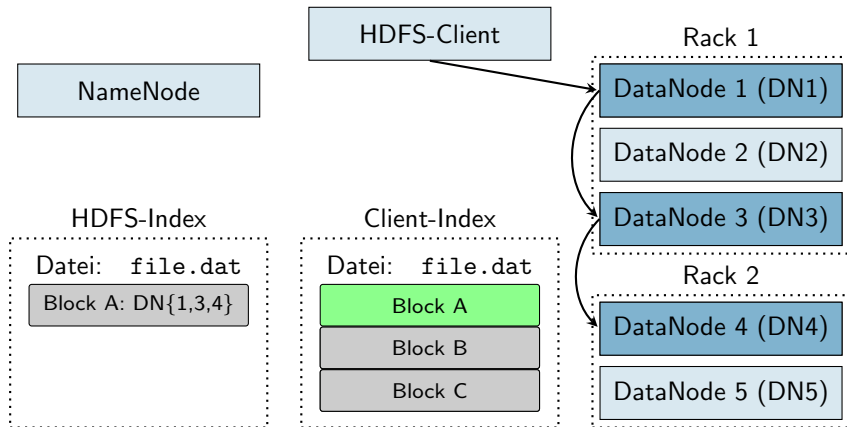 HDFS-Client
NameNode
Rack 1
DataNode 1 (DN1)
DataNode 2 (DN2)
DataNode 3 (DN3)
HDFS-Index
Datei: file.dat
Block A: DN{1,3,4}
Client-Index
Datei: file.dat
Block A
Block B
Block C
Rack 2
DataNode 4 (DN4)
DataNode 5 (DN5)